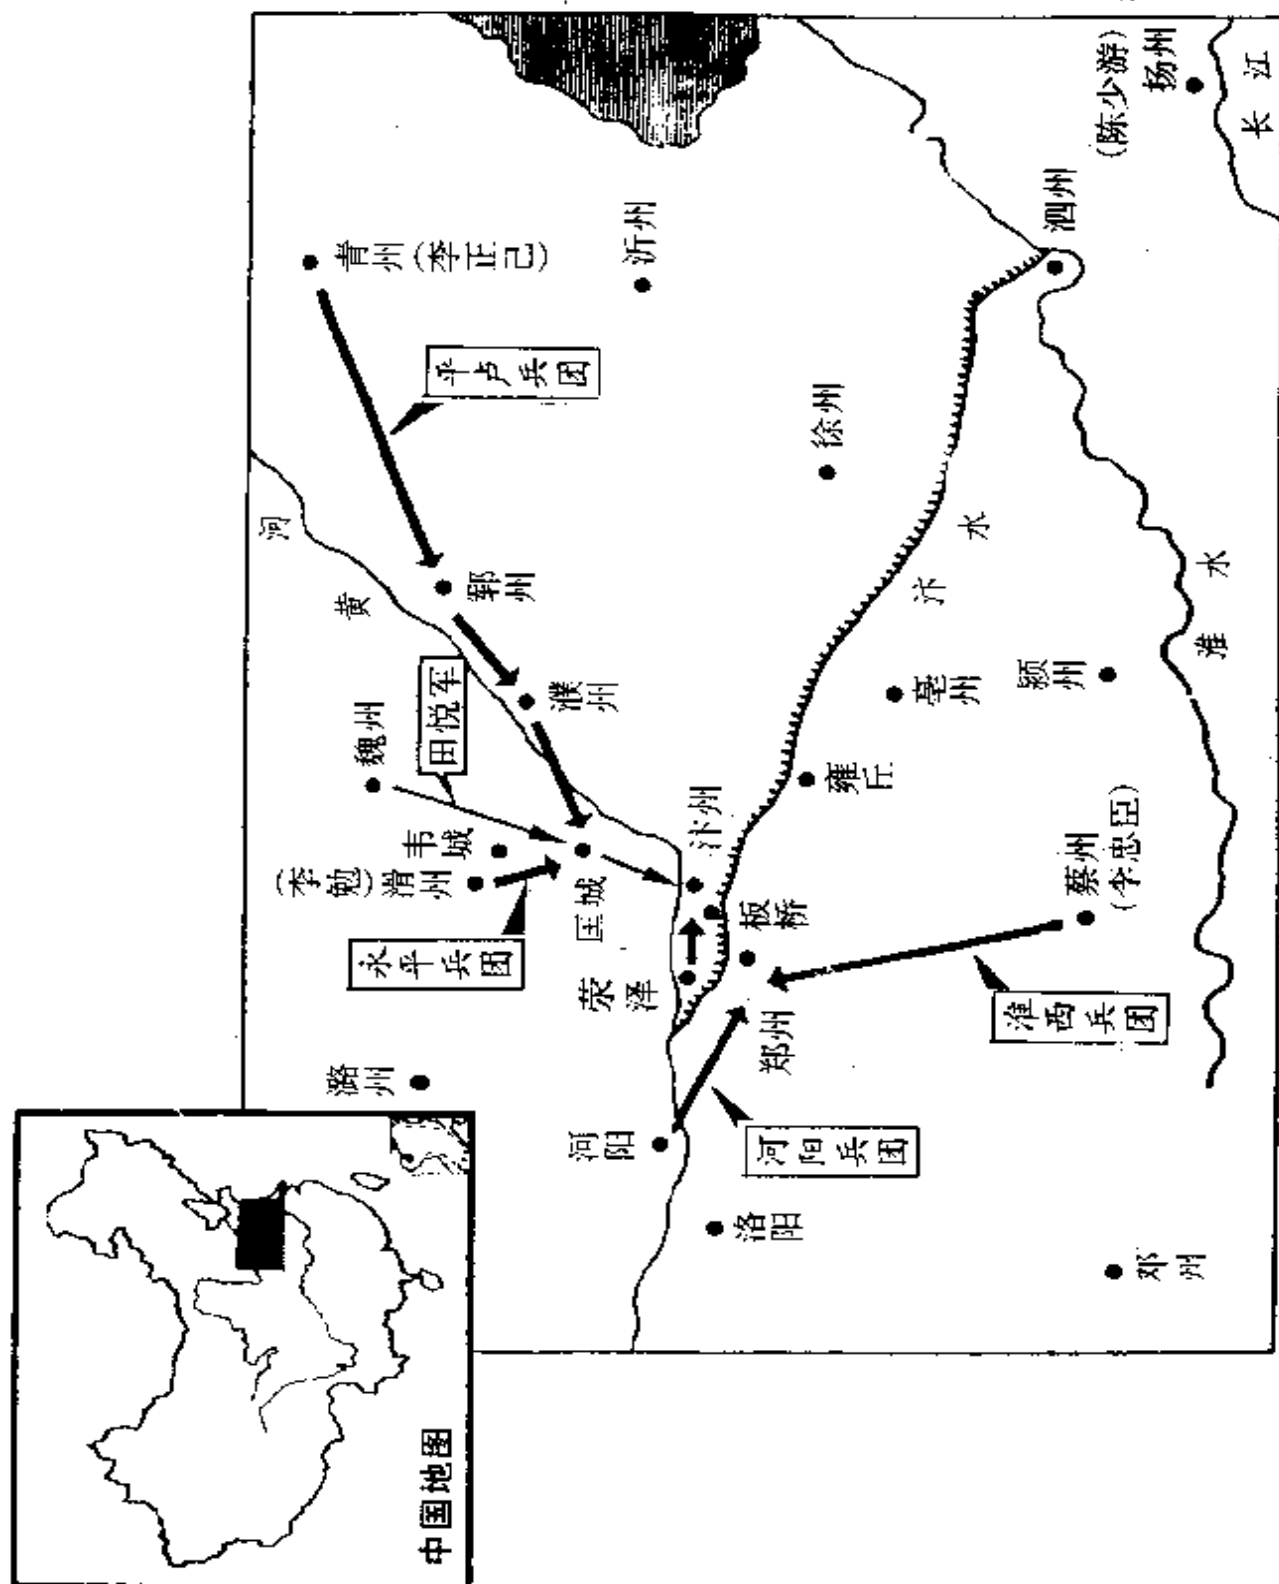 青州(李正己)
沂州
(陈少游)
扬州
长江
泗州
平卢兵团
徐州
黄河
郓州
濮州
魏州
田悦军
韦城
(李勉)
滑州
匡城
永平兵团
汴州
板桥
荥泽
郑州
汴水
雍丘
亳州
颍州
淮水
蔡州
(李忠臣)
淮西兵团
潞州
河阳
河阳兵团
洛阳
邓州
中国地图